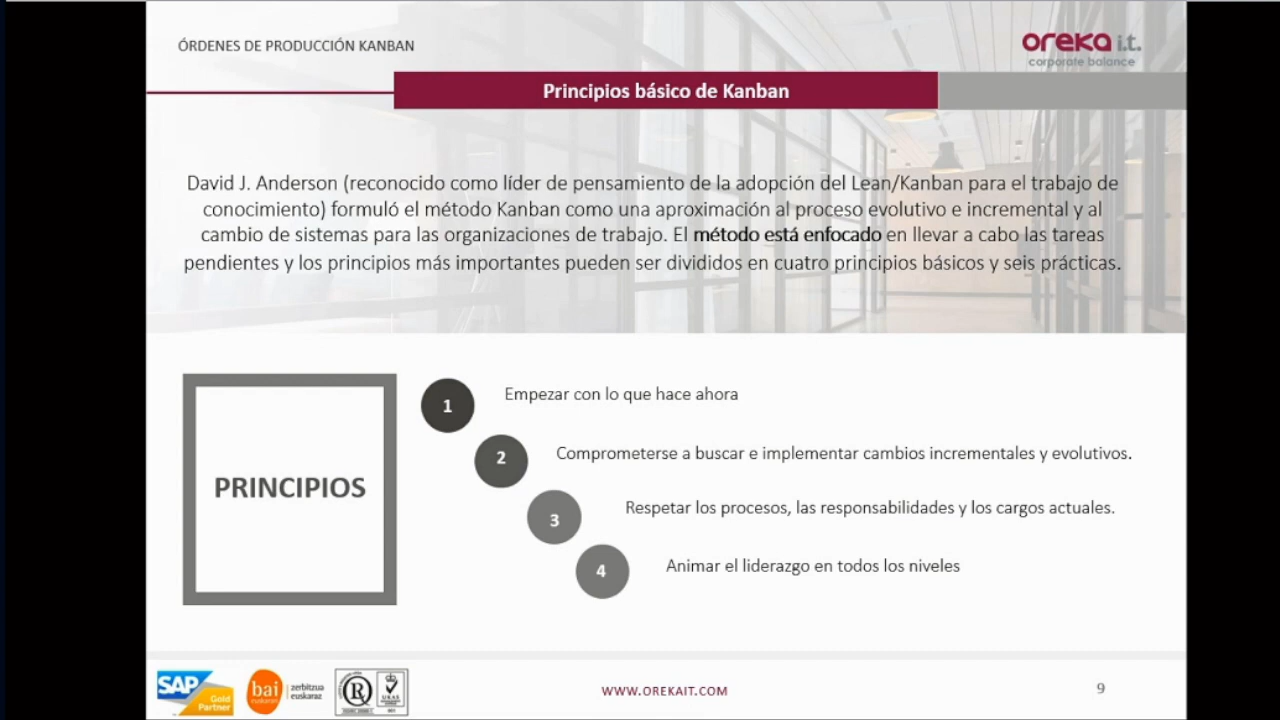 ÓRDENES DE PRODUCCIÓN KANBAN
oreka i.t.
corporate balance
Principios básico de Kanban
David J. Anderson (reconocido como líder de pensamiento de la adopción del Lean/Kanban para el trabajo de
conocimiento) formuló el método Kanban como una aproximación al proceso evolutivo e incremental y al
cambio de sistemas para las organizaciones de trabajo. El método está enfocado en llevar a cabo las tareas
pendientes y los principios más importantes pueden ser divididos en cuatro principios básicos y seis prácticas.
PRINCIPIOS
1 Empezar con lo que hace ahora
2 Comprometerse a buscar e implementar cambios incrementales y evolutivos.
3 Respetar los procesos, las responsabilidades y los cargos actuales.
4 Animar el liderazgo en todos los niveles
SAP
Gold
Partner
bai
euskarari
zerbitzua
euskaraz
R
UKAS
WWW.OREKAIT.COM
9